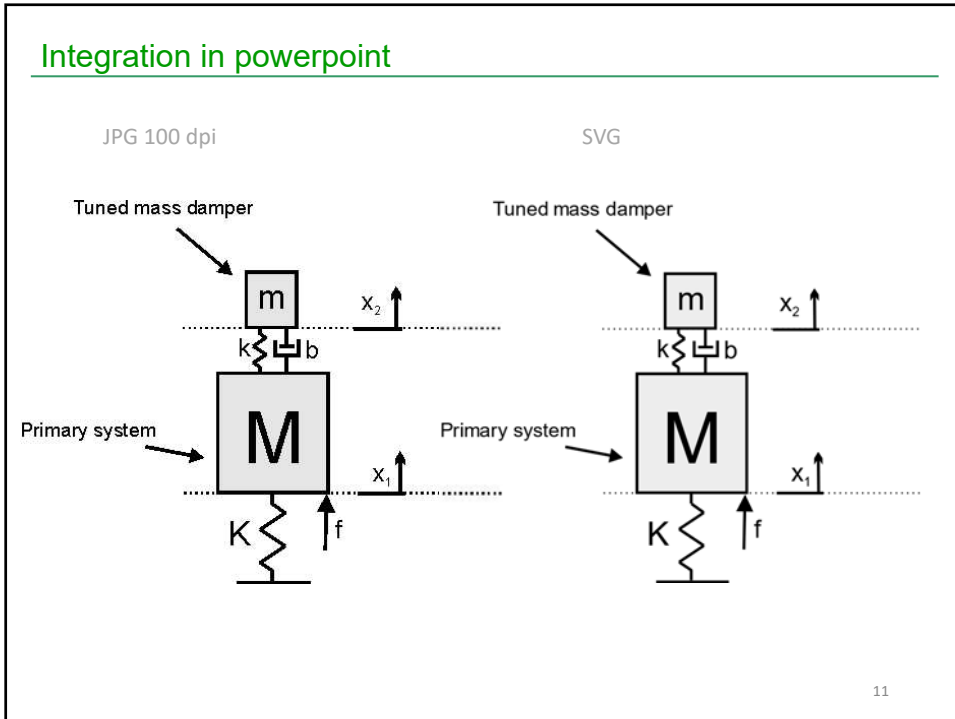 Integration in powerpoint
JPG 100 dpi
SVG
Tuned mass damper
m
x₂
k
b
Primary system
M
x₁
K
f
Tuned mass damper
m
x₂
k
b
Primary system
M
x₁
K
f
11